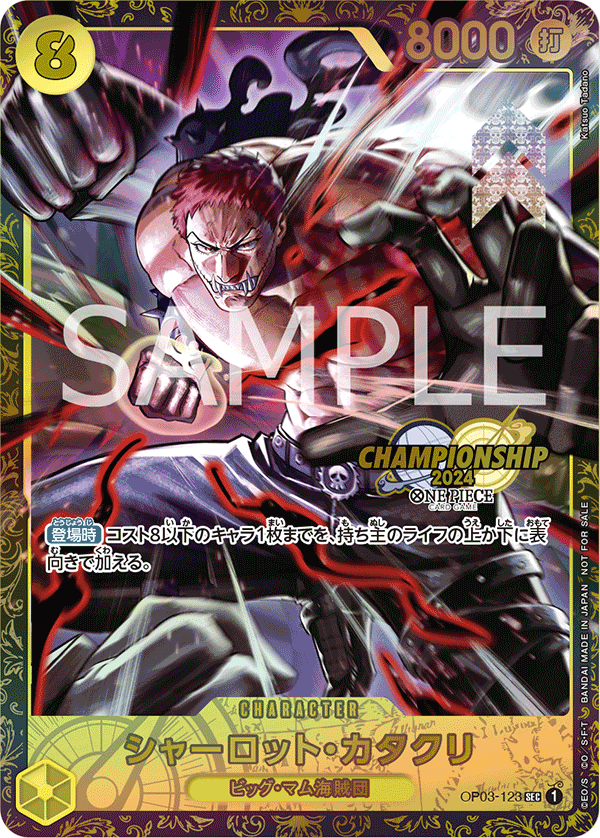 8
8000 打
Katsuo Tadano
SAMPLE
CHAMPIONSHIP
2024
ONE PIECE
CARD GAME
登場時 コスト8以下のキャラ1枚までを、持ち主のライフの上か下に表
向きで加える。
CHARACTER
シャーロット・カタクリ
ビッグ・マム海賊団
OP03-123 SEC 1
©EO/S ©O/S·F·T BANDAI MADE IN JAPAN NOT FOR SALE